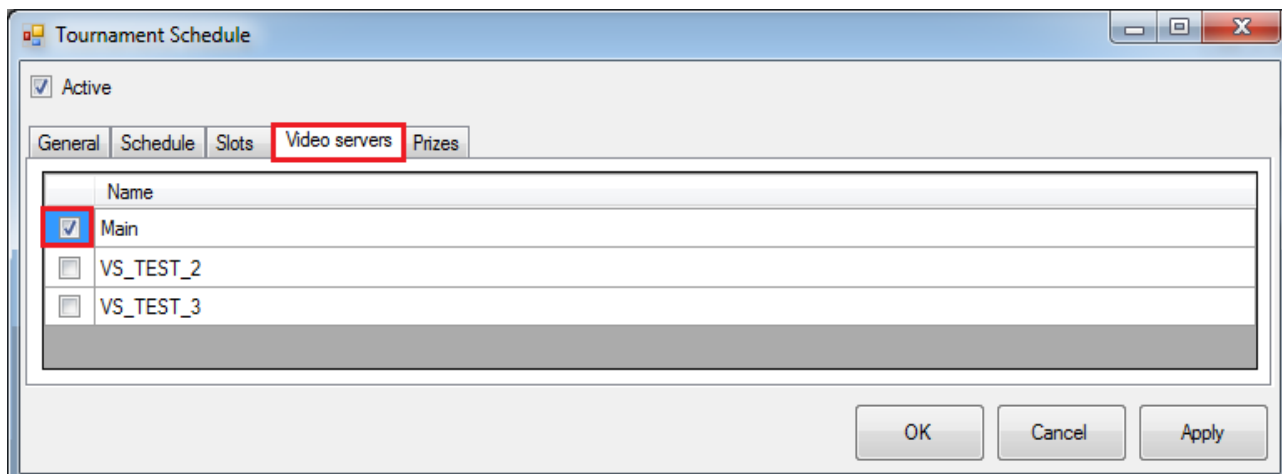 Tournament Schedule
Active
General Schedule Slots Video servers Prizes
Name
Main
VS_TEST_2
VS_TEST_3
OK Cancel Apply